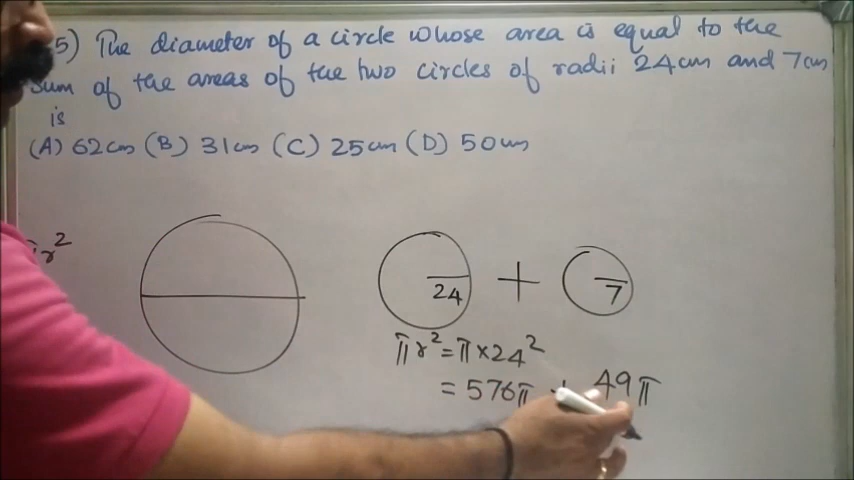 5) The diameter of a circle whose area is equal to the
sum of the areas of the two circles of radii 24cm and 7cm
is
(A) 62cm (B) 31cm (C) 25cm (D) 50cm
πr²
24 + 7
πr² = π×24²
= 576π + 49π